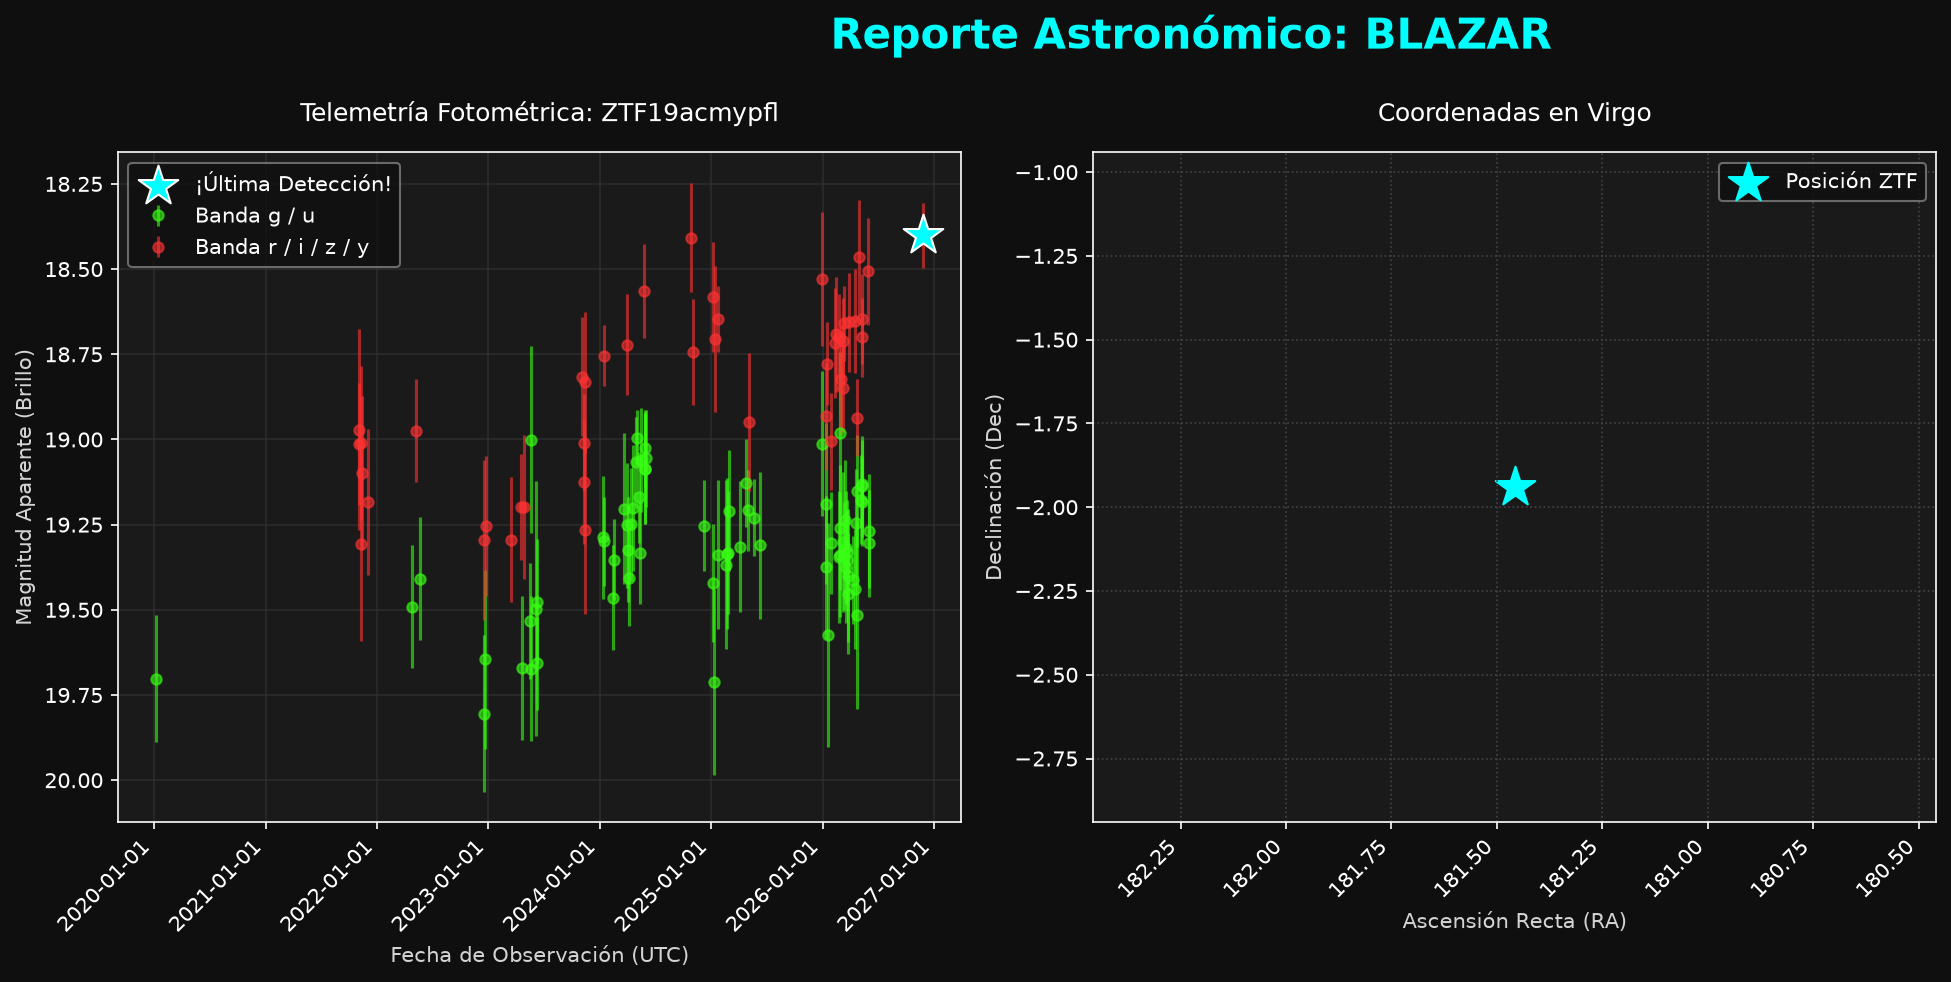 Reporte Astronómico: BLAZAR
Telemetría Fotométrica: ZTF19acmypfl
¡Última Detección!
Banda g / u
Banda r / i / z / y
Magnitud Aparente (Brillo)
18.25
18.50
18.75
19.00
19.25
19.50
19.75
20.00
2020-01-01
2021-01-01
2022-01-01
2023-01-01
2024-01-01
2025-01-01
2026-01-01
2027-01-01
Fecha de Observación (UTC)
Coordenadas en Virgo
Posición ZTF
Declinación (Dec)
−1.00
−1.25
−1.50
−1.75
−2.00
−2.25
−2.50
−2.75
182.25
182.00
181.75
181.50
181.25
181.00
180.75
180.50
Ascensión Recta (RA)